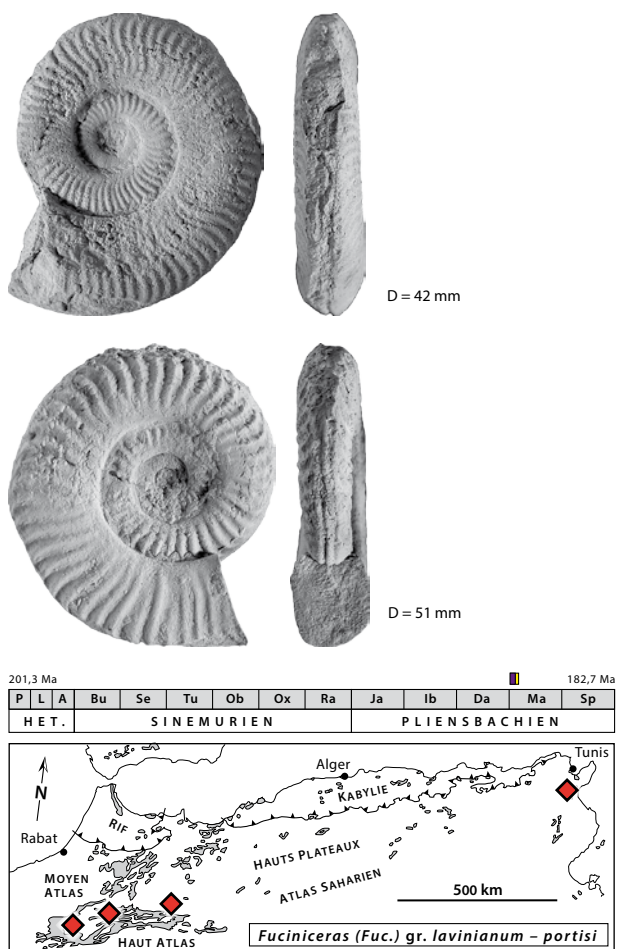 D = 42 mm
D = 51 mm
201,3 Ma 182,7 Ma
P L A Bu Se Tu Ob Ox Ra Ja Ib Da Ma Sp
HET. SINEMURIEN PLIENSBACHIEN
Tunis
Alger
KABYLIE
N
RIF
Rabat
HAUTS PLATEAUX
MOYEN
ATLAS
ATLAS SAHARIEN
500 km
HAUT ATLAS
Fuciniceras (Fuc.) gr. lavinianum – portisi